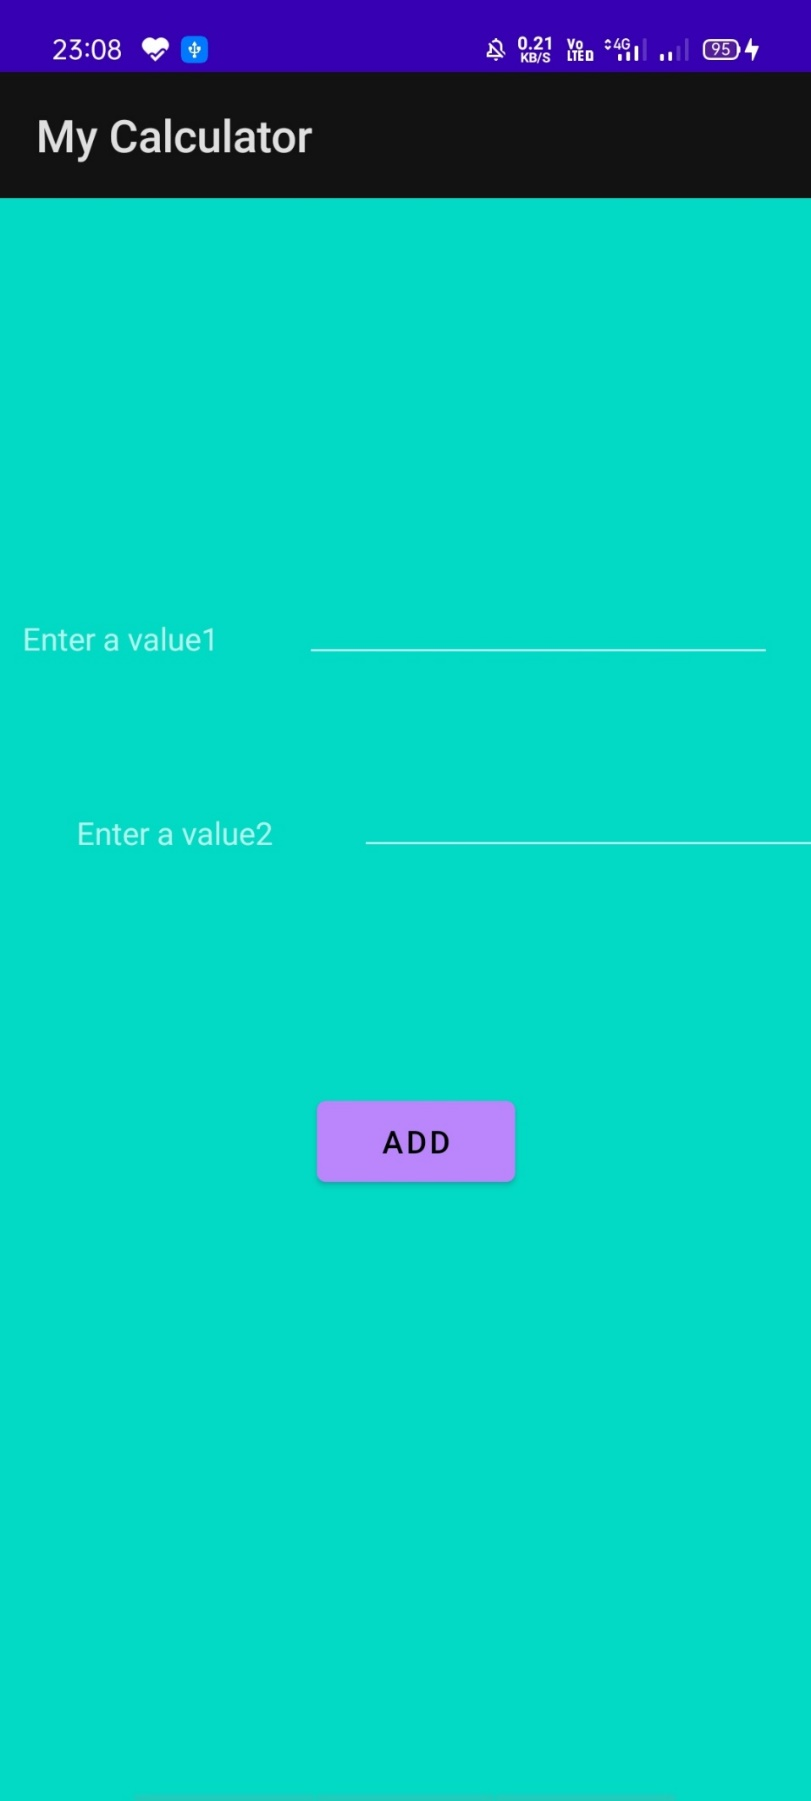 23:08 0.21 KB/S Vo LTE 4G 95
My Calculator
Enter a value1
Enter a value2
ADD